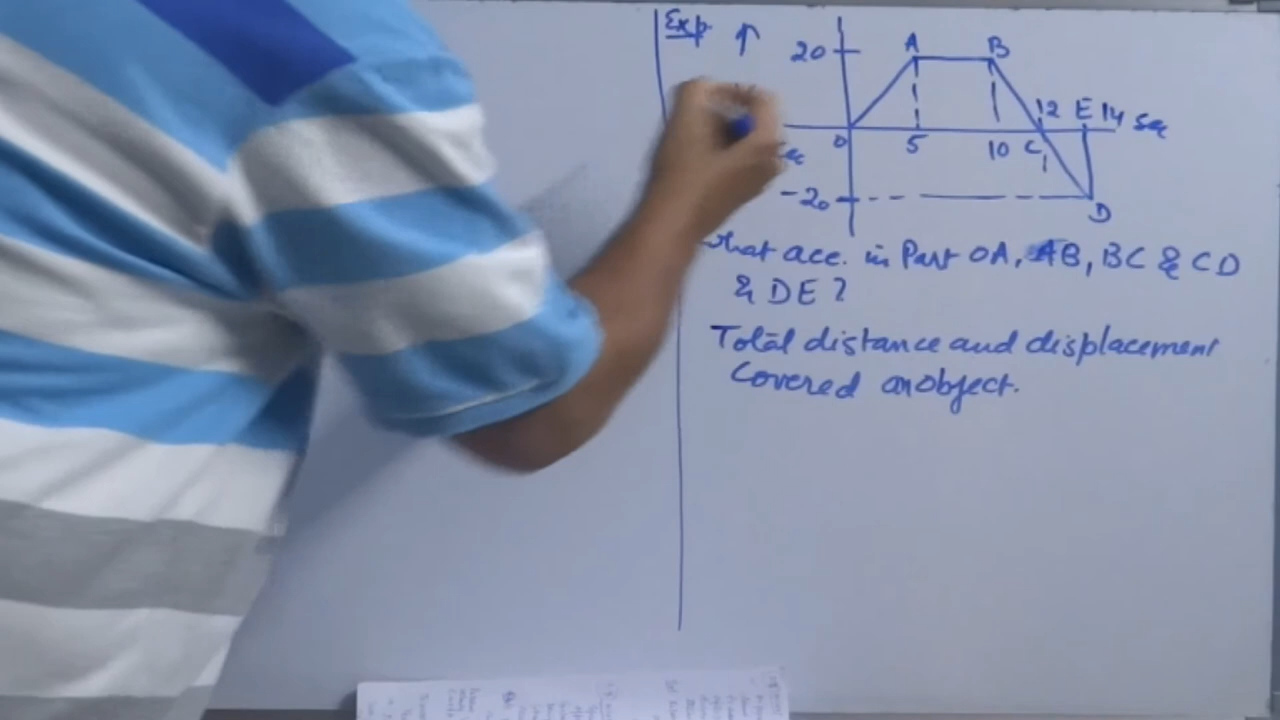 Exp
20 A B
12 E 14 sec
0 5 10 C
-20 D
what acc. in Part OA, AB, BC & CD
& DE ?
Total distance and displacement
Covered an object.